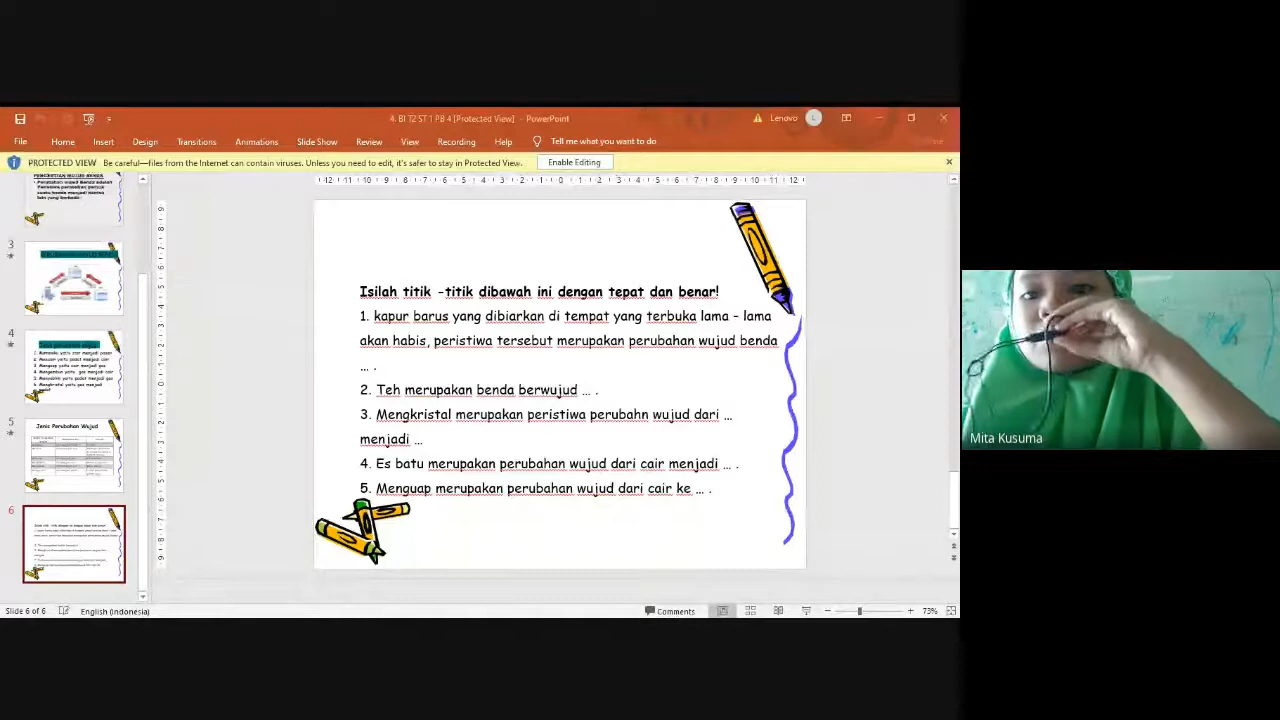 4. BI T2 ST 1 PB 4 [Protected View] - PowerPoint
Lenovo
L
File Home Insert Design Transitions Animations Slide Show Review View Recording Help Tell me what you want to do
PROTECTED VIEW Be careful—files from the Internet can contain viruses. Unless you need to edit, it's safer to stay in Protected View. Enable Editing
3
4
5
Jenis Perubahan Wujud
6
Isilah titik -titik dibawah ini dengan tepat dan benar!
1. kapur barus yang dibiarkan di tempat yang terbuka lama – lama
akan habis, peristiwa tersebut merupakan perubahan wujud benda
... .
2. Teh merupakan benda berwujud ... .
3. Mengkristal merupakan peristiwa perubahn wujud dari ...
menjadi ...
4. Es batu merupakn perubahan wujud dari cair menjadi ... .
5. Menguap merupakan perubahan wujud dari cair ke ... .
Mita Kusuma
Slide 6 of 6 English (Indonesia) Comments 73%